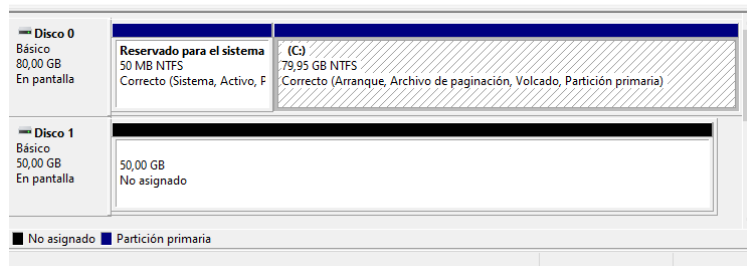 Disco 0
Básico
80,00 GB
En pantalla
Reservado para el sistema
50 MB NTFS
Correcto (Sistema, Activo, P
(C:)
79,95 GB NTFS
Correcto (Arranque, Archivo de paginación, Volcado, Partición primaria)
Disco 1
Básico
50,00 GB
En pantalla
50,00 GB
No asignado
No asignado Partición primaria